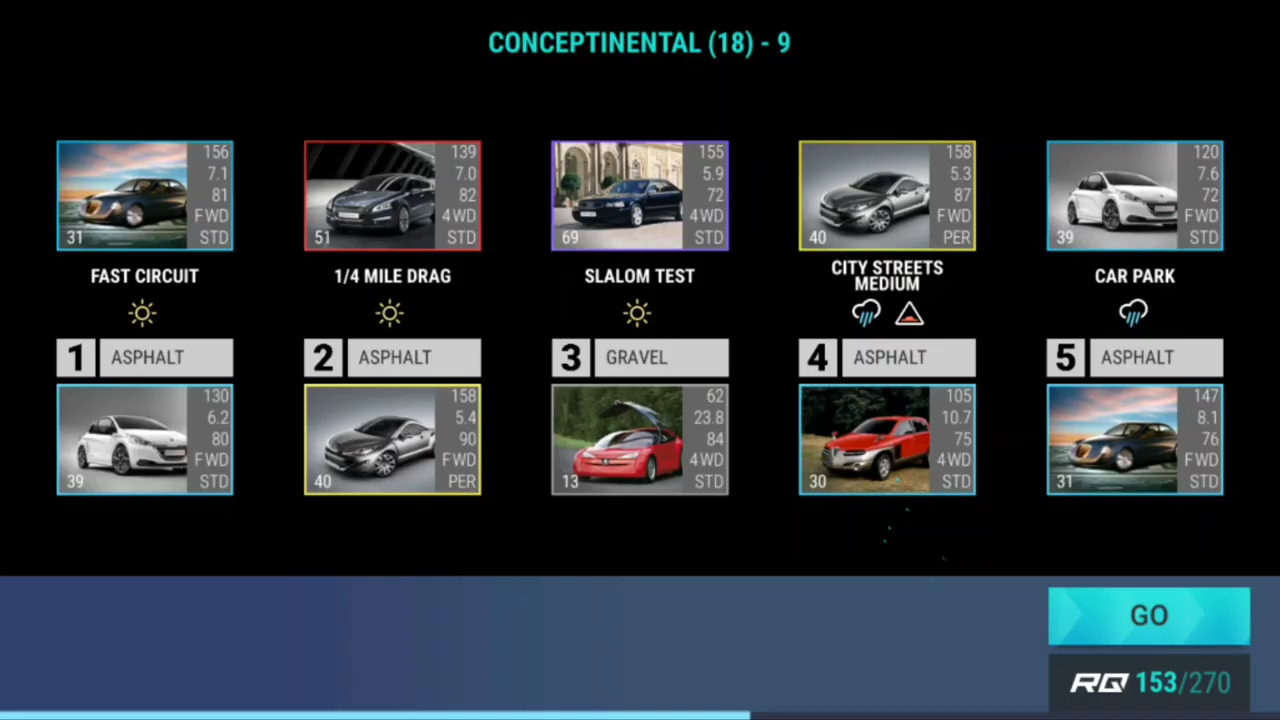 CONCEPTINENTAL (18) - 9
156
7.1
81
FWD
STD
31
139
7.0
82
4WD
STD
51
155
5.9
72
4WD
STD
69
158
5.3
87
FWD
PER
40
120
7.6
72
FWD
STD
39
FAST CIRCUIT
1/4 MILE DRAG
SLALOM TEST
CITY STREETS
MEDIUM
CAR PARK
1 ASPHALT
2 ASPHALT
3 GRAVEL
4 ASPHALT
5 ASPHALT
130
6.2
80
FWD
STD
39
158
5.4
90
FWD
PER
40
62
23.8
84
4WD
STD
13
105
10.7
75
4WD
STD
30
147
8.1
76
FWD
STD
31
GO
RQ 153/270